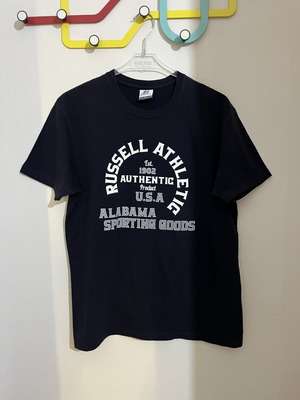 RUSSELL ATHLETIC
Est.
1902
AUTHENTIC
Product
U.S.A
ALABAMA
SPORTING GOODS